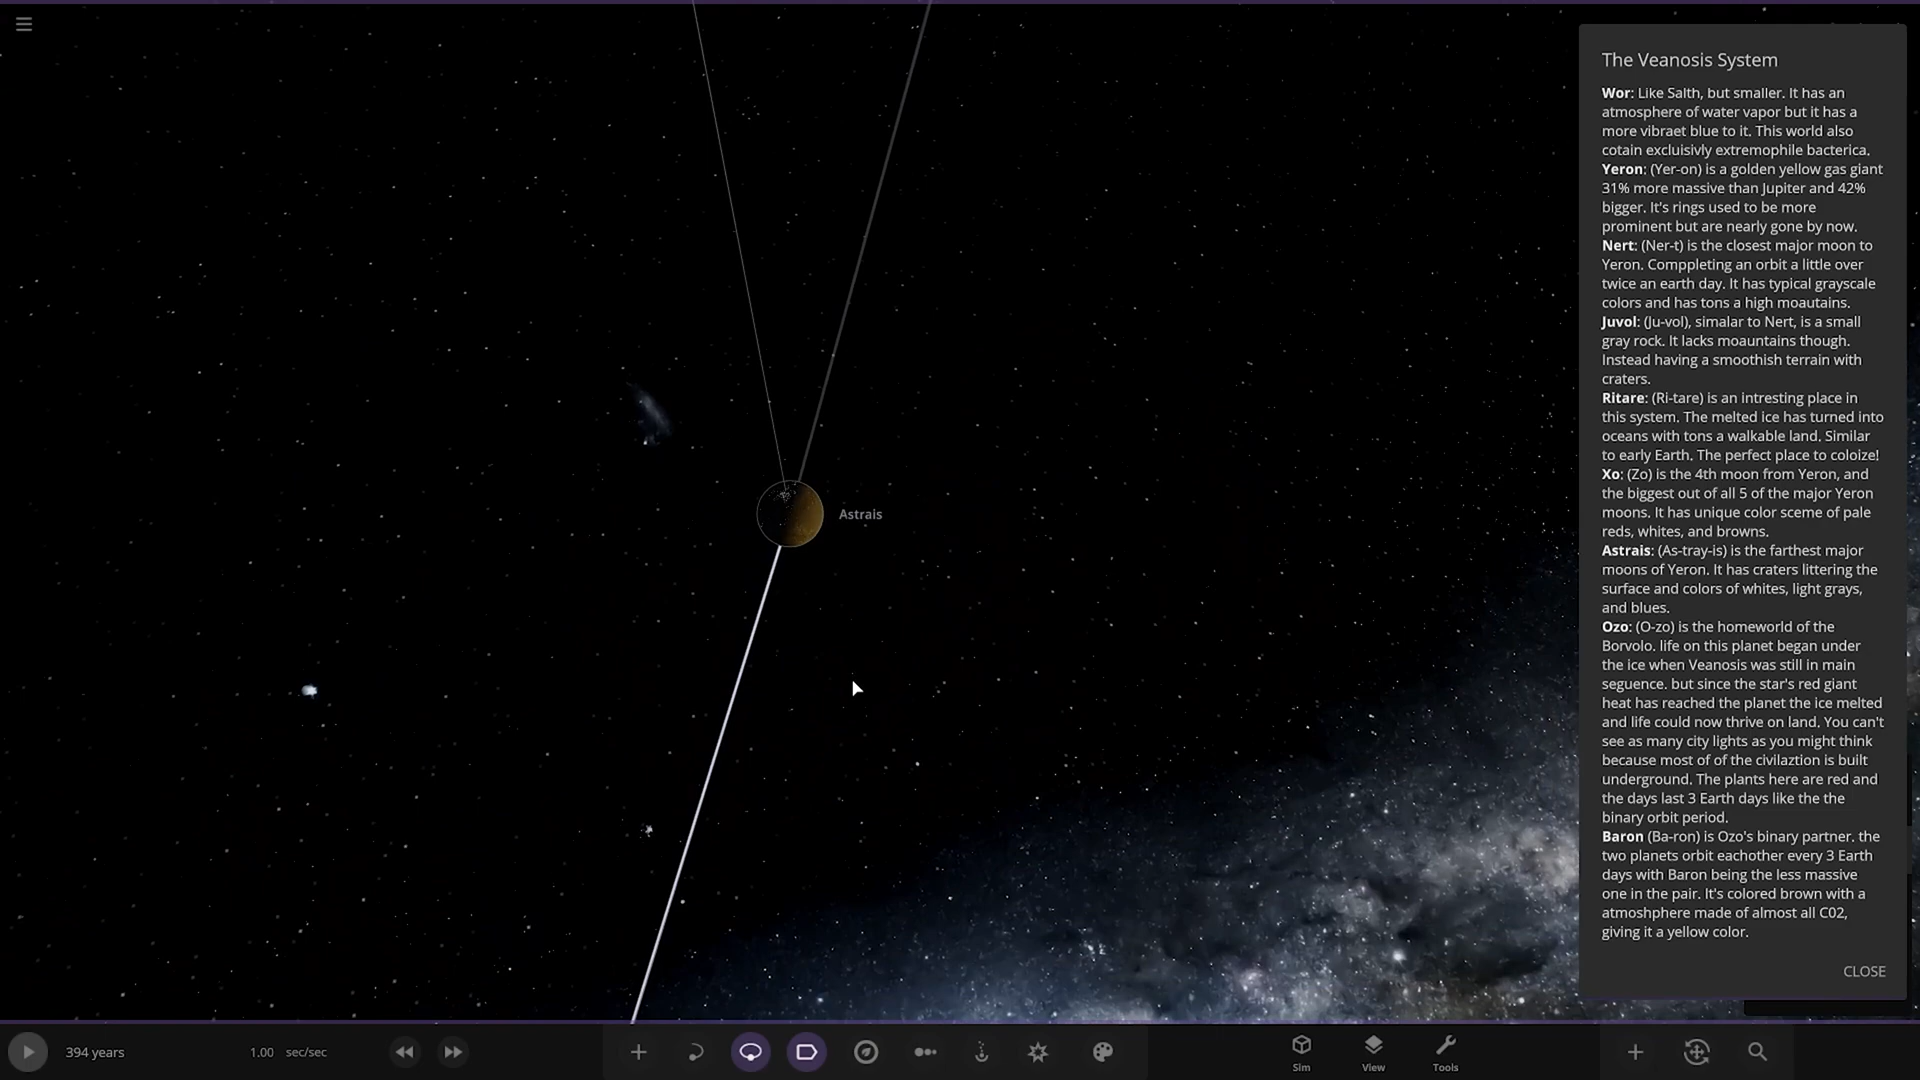 The Veanosis System
Wor: Like Salth, but smaller. It has an
atmosphere of water vapor but it has a
more vibraet blue to it. This world also
cotain excluisivly extremophile bacterica.
Yeron: (Yer-on) is a golden yellow gas giant
31% more massive than Jupiter and 42%
bigger. It's rings used to be more
prominent but are nearly gone by now.
Nert: (Ner-t) is the closest major moon to
Yeron. Comppleting an orbit a little over
twice an earth day. It has typical grayscale
colors and has tons a high moautains.
Juvol: (Ju-vol), simalar to Nert, is a small
gray rock. It lacks moauntains though.
Instead having a smoothish terrain with
craters.
Ritare: (Ri-tare) is an intresting place in
this system. The melted ice has turned into
oceans with tons a walkable land. Similar
to early Earth. The perfect place to coloize!
Xo: (Zo) is the 4th moon from Yeron, and
the biggest out of all 5 of the major Yeron
moons. It has unique color sceme of pale
reds, whites, and browns.
Astrais: (As-tray-is) is the farthest major
moons of Yeron. It has craters littering the
surface and colors of whites, light grays,
and blues.
Ozo: (O-zo) is the homeworld of the
Borvolo. life on this planet began under
the ice when Veanosis was still in main
seguence. but since the star's red giant
heat has reached the planet the ice melted
and life could now thrive on land. You can't
see as many city lights as you might think
because most of of the civilaztion is built
underground. The plants here are red and
the days last 3 Earth days like the the
binary orbit period.
Baron (Ba-ron) is Ozo's binary partner. the
two planets orbit eachother every 3 Earth
days with Baron being the less massive
one in the pair. It's colored brown with a
atmoshphere made of almost all C02,
giving it a yellow color.
CLOSE
Astrais
394 years
1.00 sec/sec
Sim
View
Tools